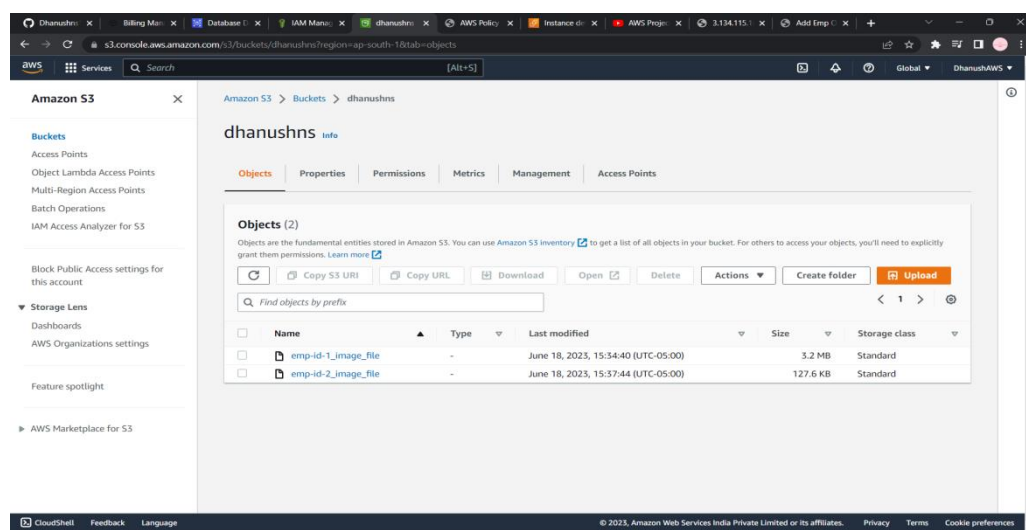 Dhanushn
Billing Man
Database D
IAM Manag
dhanushns
AWS Policy
Instance de
AWS Projec
3.134.115.1
Add Emp O
s3.console.aws.amazon.com/s3/buckets/dhanushns?region=ap-south-1&tab=objects
aws
Services
Search
[Alt+S]
Global
DhanushAWS
Amazon S3
Buckets
Access Points
Object Lambda Access Points
Multi-Region Access Points
Batch Operations
IAM Access Analyzer for S3
Block Public Access settings for
this account
Storage Lens
Dashboards
AWS Organizations settings
Feature spotlight
AWS Marketplace for S3
Amazon S3 > Buckets > dhanushns
dhanushns Info
Objects Properties Permissions Metrics Management Access Points
Objects (2)
Objects are the fundamental entities stored in Amazon S3. You can use Amazon S3 inventory to get a list of all objects in your bucket. For others to access your objects, you'll need to explicitly
grant them permissions. Learn more
Copy S3 URI Copy URL Download Open Delete Actions Create folder Upload
Find objects by prefix
1
Name Type Last modified Size Storage class
emp-id-1_image_file - June 18, 2023, 15:34:40 (UTC-05:00) 3.2 MB Standard
emp-id-2_image_file - June 18, 2023, 15:37:44 (UTC-05:00) 127.6 KB Standard
CloudShell Feedback Language © 2023, Amazon Web Services India Private Limited or its affiliates. Privacy Terms Cookie preferences